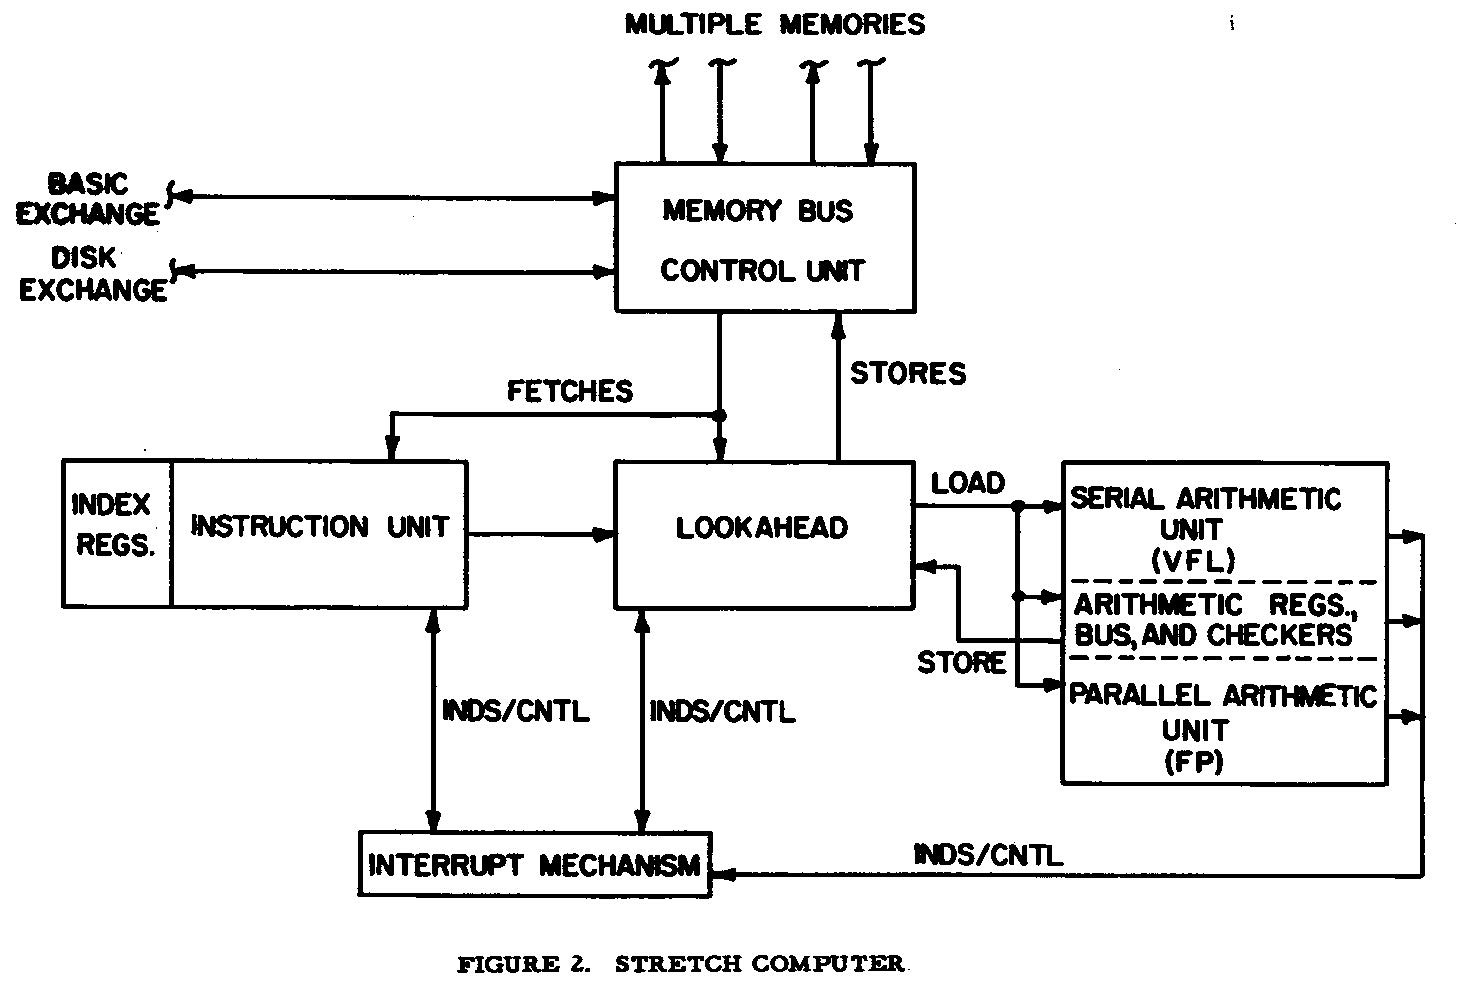 MULTIPLE MEMORIES
BASIC
EXCHANGE
DISK
EXCHANGE
MEMORY BUS
CONTROL UNIT
FETCHES
STORES
INDEX
REGS.
INSTRUCTION UNIT
LOOKAHEAD
LOAD
STORE
SERIAL ARITHMETIC
UNIT
(VFL)
ARITHMETIC REGS.,
BUS, AND CHECKERS
PARALLEL ARITHMETIC
UNIT
(FP)
INDS/CNTL
INDS/CNTL
INTERRUPT MECHANISM
INDS/CNTL
FIGURE 2. STRETCH COMPUTER